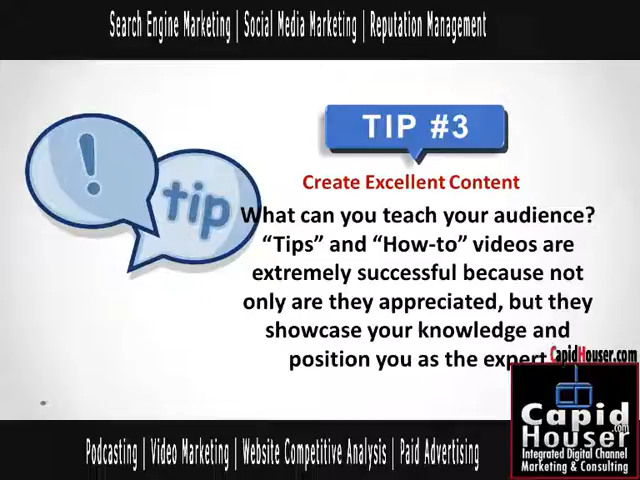 Search Engine Marketing | Social Media Marketing | Reputation Management
!
tip
TIP #3
Create Excellent Content
What can you teach your audience?
“Tips” and “How-to” videos are
extremely successful because not
only are they appreciated, but they
showcase your knowledge and
position you as the expert
CapidHouser.com
Capid
Houser
.com
Integrated Digital Channel
Marketing & Consulting
Podcasting | Video Marketing | Website Competitive Analysis | Paid Advertising